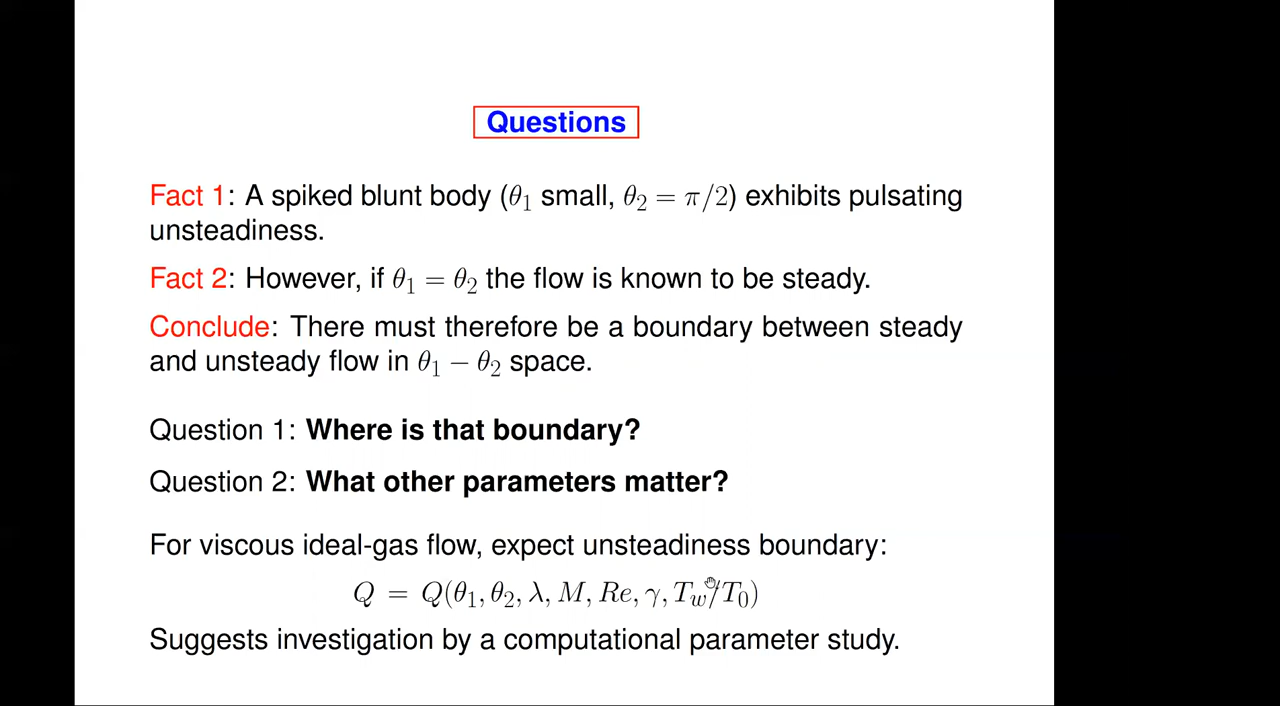 Questions
Fact 1: A spiked blunt body (θ₁ small, θ₂ = π/2) exhibits pulsating
unsteadiness.
Fact 2: However, if θ₁ = θ₂ the flow is known to be steady.
Conclude: There must therefore be a boundary between steady
and unsteady flow in θ₁ − θ₂ space.
Question 1: Where is that boundary?
Question 2: What other parameters matter?
For viscous ideal-gas flow, expect unsteadiness boundary:
Q = Q(θ₁, θ₂, λ, M, Re, γ, T_w/T₀)
Suggests investigation by a computational parameter study.